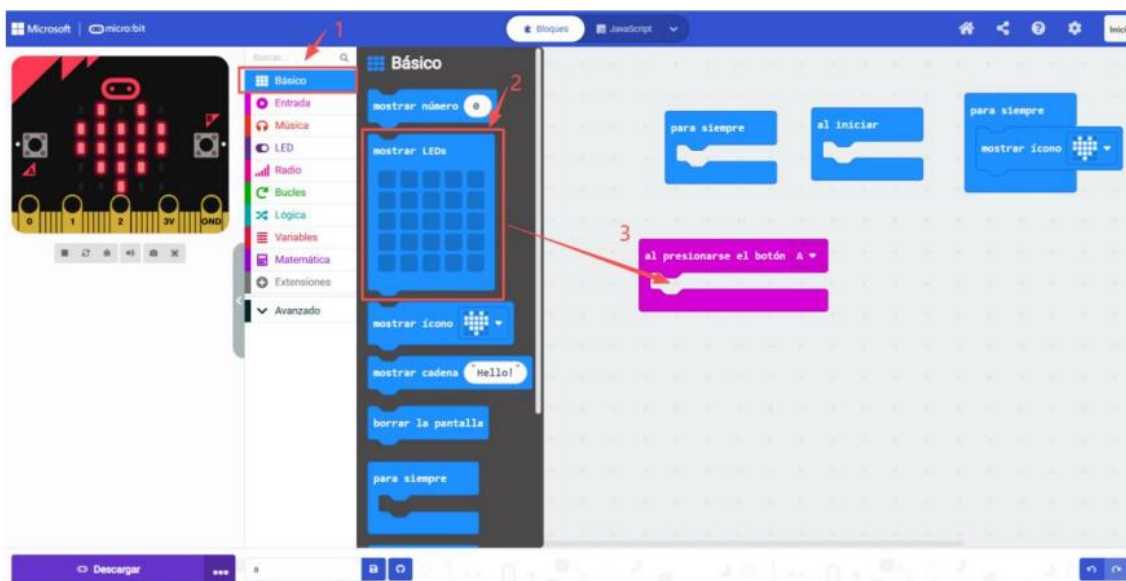 Microsoft
micro:bit
Bloques
JavaScript
Inici
1
Buscar...
Básico
Entrada
Música
LED
Radio
Bucles
Lógica
Variables
Matemática
Extensiones
Avanzado
B
A
0
1
2
3V
GND
Básico
2
mostrar número 0
mostrar LEDs
mostrar ícono
mostrar cadena "Hello!"
borrar la pantalla
para siempre
para siempre
al iniciar
para siempre
mostrar ícono
3
al presionarse el botón A
Descargar
...
a